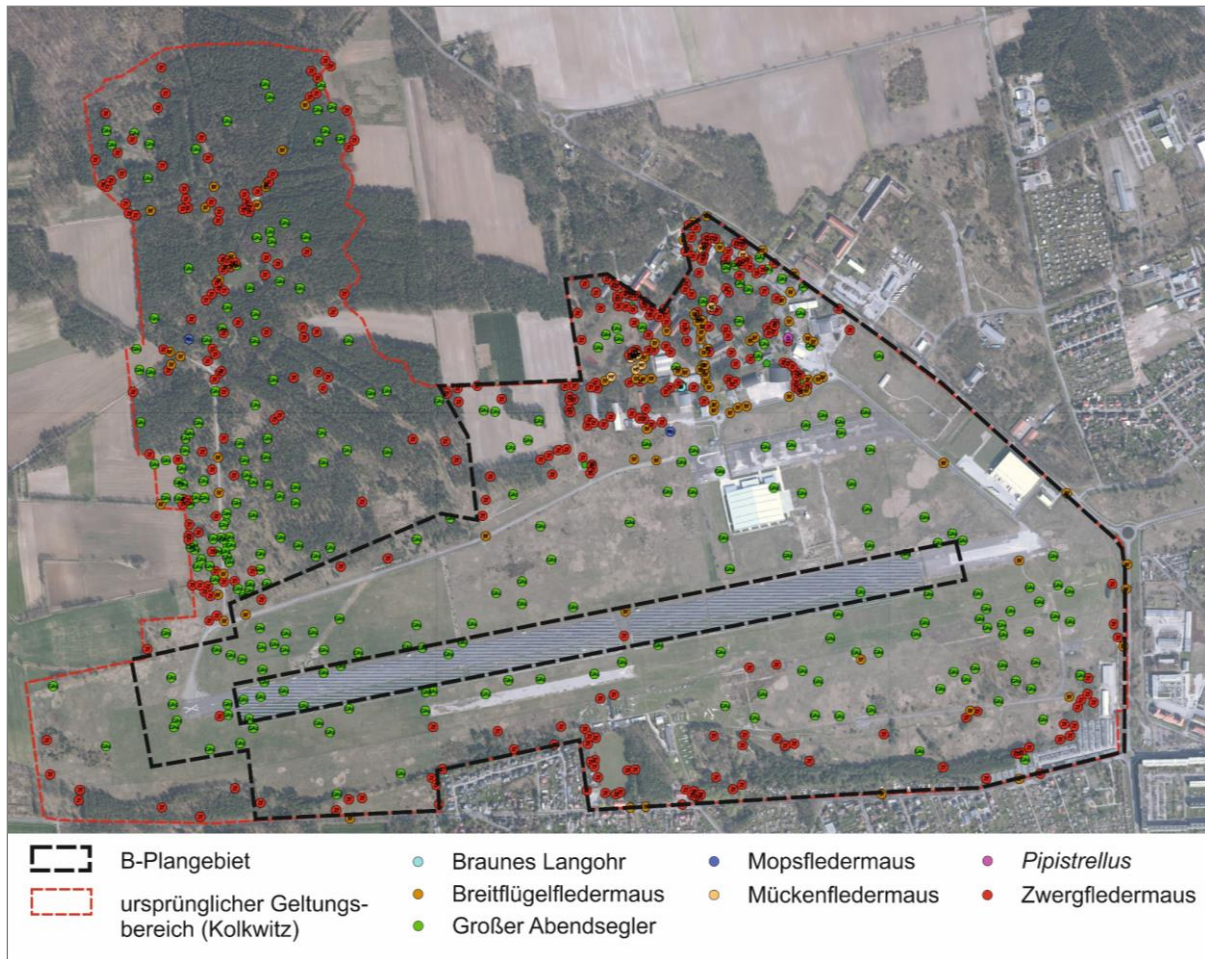 B-Plangebiet
ursprünglicher Geltungs-
bereich (Kolkwitz)
Braunes Langohr
Breitflügelfledermaus
Großer Abendsegler
Mopsfledermaus
Mückenfledermaus
Pipistrellus
Zwergfledermaus